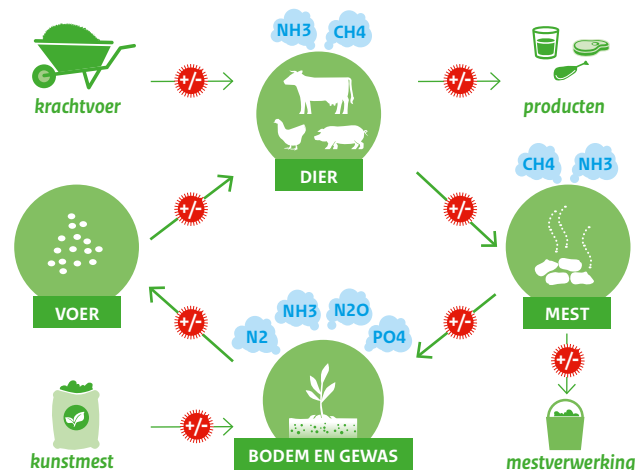 NH3
CH4
+/-
+/-
krachtvoer
producten
DIER
CH4
NH3
+/-
+/-
VOER
MEST
N2
NH3
N2O
PO4
+/-
+/-
+/-
+/-
kunstmest
BODEM EN GEWAS
mestverwerking